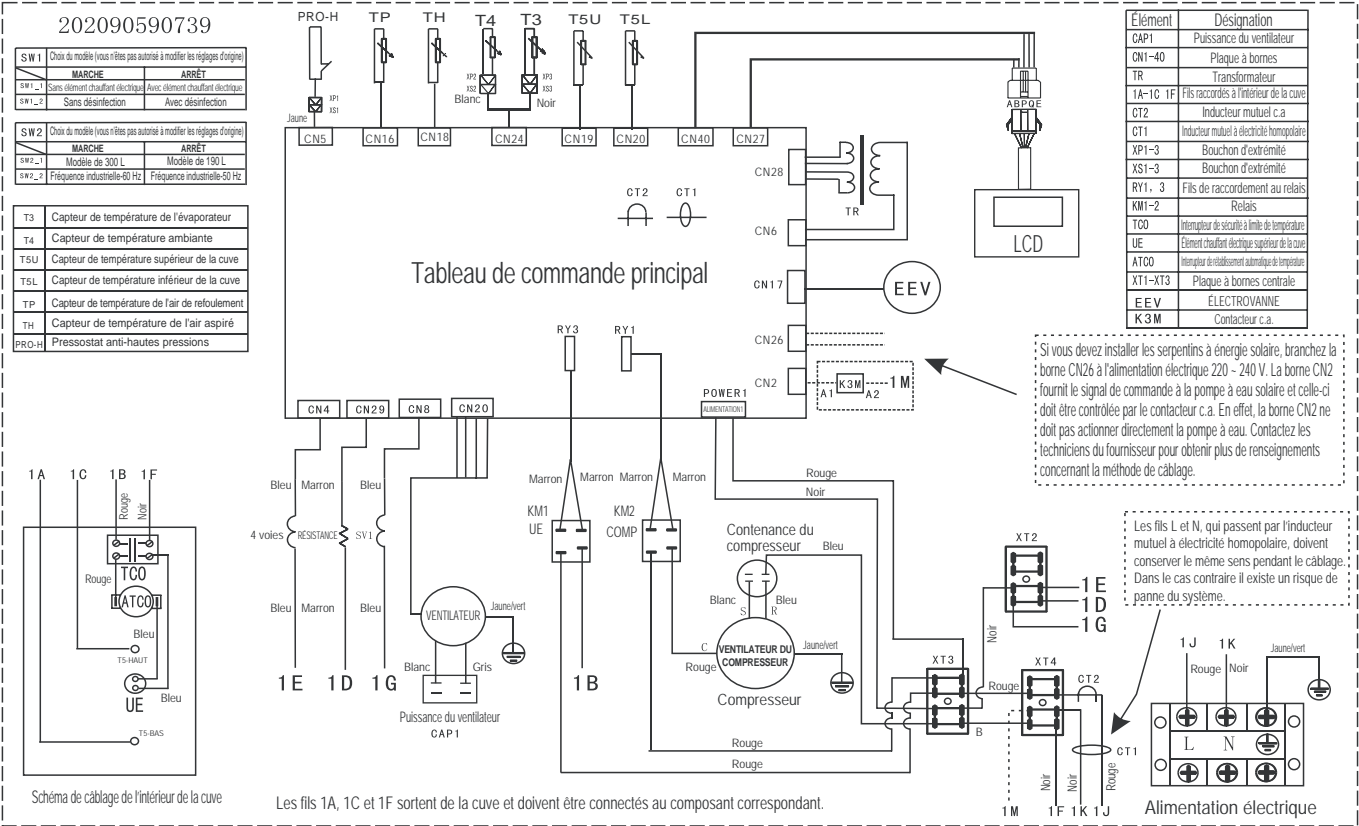 202090590739
SW1 Choix du modèle (vous n'êtes pas autorisé à modifier les réglages d'origine)
MARCHE ARRÊT
SW1_1 Sans élément chauffant électrique Avec élément chauffant électrique
SW1_2 Sans désinfection Avec désinfection
SW2 Choix du modèle (vous n'êtes pas autorisé à modifier les réglages d'origine)
MARCHE ARRÊT
SW2_1 Modèle de 300 L Modèle de 190 L
SW2_2 Fréquence industrielle-60 Hz Fréquence industrielle-50 Hz
T3 Capteur de température de l'évaporateur
T4 Capteur de température ambiante
T5U Capteur de température supérieur de la cuve
T5L Capteur de température inférieur de la cuve
TP Capteur de température de l'air de refoulement
TH Capteur de température de l'air aspiré
PRO-H Pressostat anti-hautes pressions
PRO-H TP TH T4 T3 T5U T5L
XP2 XP3
XS2 XS3
Blanc Noir
XP1
XS1
Jaune
CN5 CN16 CN18 CN24 CN19 CN20 CN40 CN27
ABPQE
LCD
CN28
TR
CN6
CT2 CT1
Tableau de commande principal
CN17
EEV
RY3 RY1
CN26
CN2
A1 K3M A2 1M
POWER1
ALIMENTATION1
CN4 CN29 CN8 CN20
Élément Désignation
CAP1 Puissance du ventilateur
CN1-40 Plaque à bornes
TR Transformateur
1A-1C 1F Fils raccordés à l'intérieur de la cuve
CT2 Inducteur mutuel c.a
CT1 Inducteur mutuel à électricité homopolaire
XP1-3 Bouchon d'extrémité
XS1-3 Bouchon d'extrémité
RY1, 3 Fils de raccordement au relais
KM1-2 Relais
TCO Interrupteur de sécurité à limite de température
UE Élément chauffant électrique supérieur de la cuve
ATCO Interrupteur de rétablissement automatique de température
XT1-XT3 Plaque à bornes centrale
EEV ÉLECTROVANNE
K3M Contacteur c.a.
Si vous devez installer les serpentins à énergie solaire, branchez la
borne CN26 à l'alimentation électrique 220 ~ 240 V. La borne CN2
fournit le signal de commande à la pompe à eau solaire et celle-ci
doit être contrôlée par le contacteur c.a. En effet, la borne CN2 ne
doit pas actionner directement la pompe à eau. Contactez les
techniciens du fournisseur pour obtenir plus de renseignements
concernant la méthode de câblage.
1A 1C 1B 1F
Rouge Noir
TCO
Rouge
ATCO
Bleu
T5-HAUT
UE
Bleu
T5-BAS
Schéma de câblage de l'intérieur de la cuve
Bleu Marron Bleu
4 voies RÉSISTANCE SV1
Bleu Marron Bleu
1E 1D 1G
VENTILATEUR
Jaune/vert
Blanc Gris
Puissance du ventilateur
CAP1
Marron Marron Marron Marron
KM1
UE
KM2
COMP
1B
Rouge
Noir
Contenance du
compresseur
Bleu
Blanc Bleu
S R
C
Rouge
VENTILATEUR DU
COMPRESSEUR
Jaune/vert
Compresseur
Rouge
Rouge
XT2
1E
1D
1G
Noir
XT3
Rouge
B
XT4
CT2
CT1
Noir Noir Rouge
1M 1F 1K 1J
Les fils L et N, qui passent par l'inducteur
mutuel à électricité homopolaire, doivent
conserver le même sens pendant le câblage.
Dans le cas contraire il existe un risque de
panne du système.
1J 1K Jaune/vert
Rouge Noir
L N
Alimentation électrique
Les fils 1A, 1C et 1F sortent de la cuve et doivent être connectés au composant correspondant.